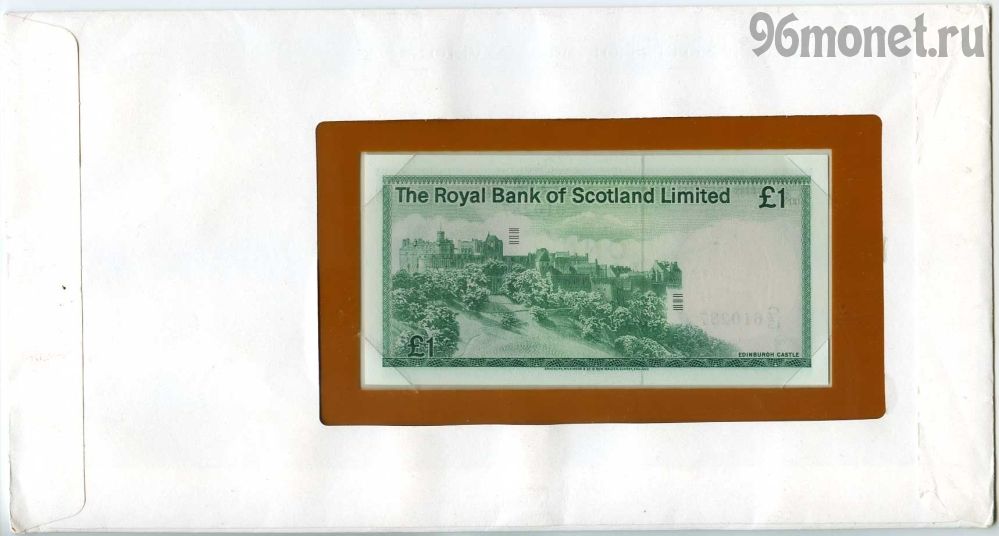 96monet.ru
The Royal Bank of Scotland Limited £1
£1
EDINBURGH CASTLE